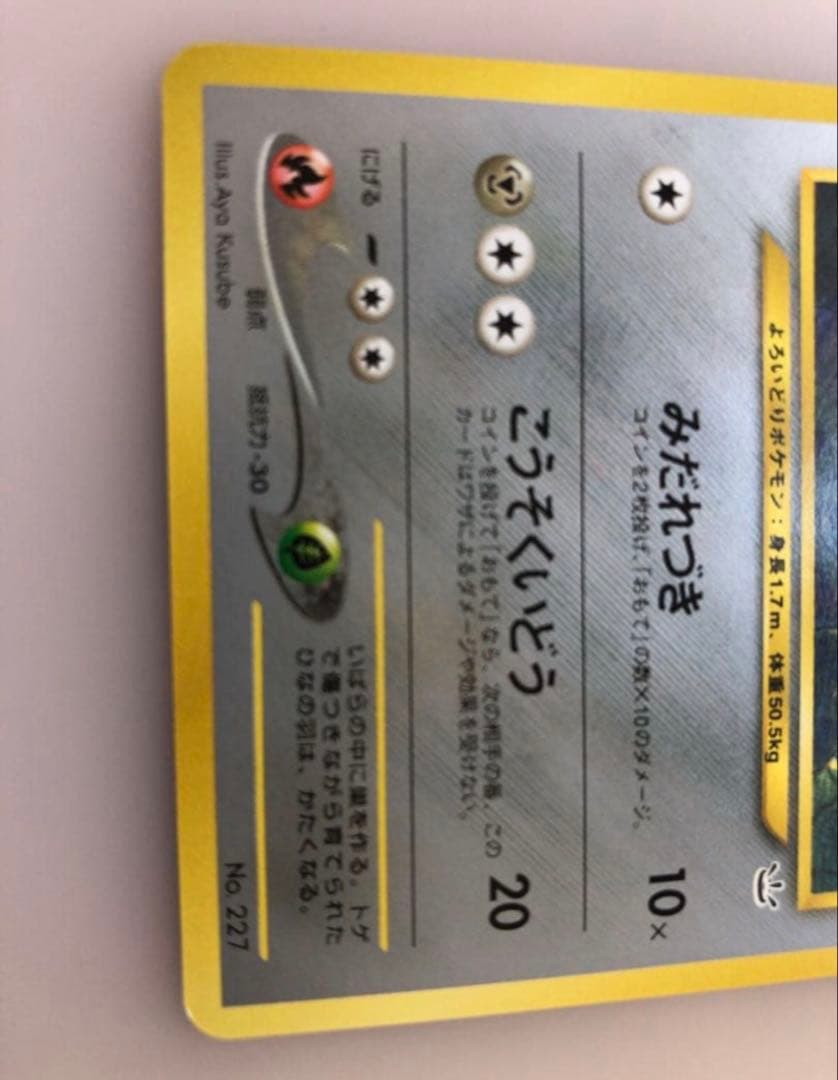 よろいどりポケモン：身長1.7m、体重50.5kg
みだれづき
10×
コインを2枚投げ、「おもて」の数×10のダメージ。
こうそくいどう
20
コインを投げて「おもて」なら、次の相手の番、この
カードはワザによるダメージや効果を受けない。
にげる
弱点
抵抗力-30
いばらの中に巣を作る。トゲ
で傷つきながら育てられた
ひなの羽は、かたくなる。
Illus. Aya Kusube
No. 227